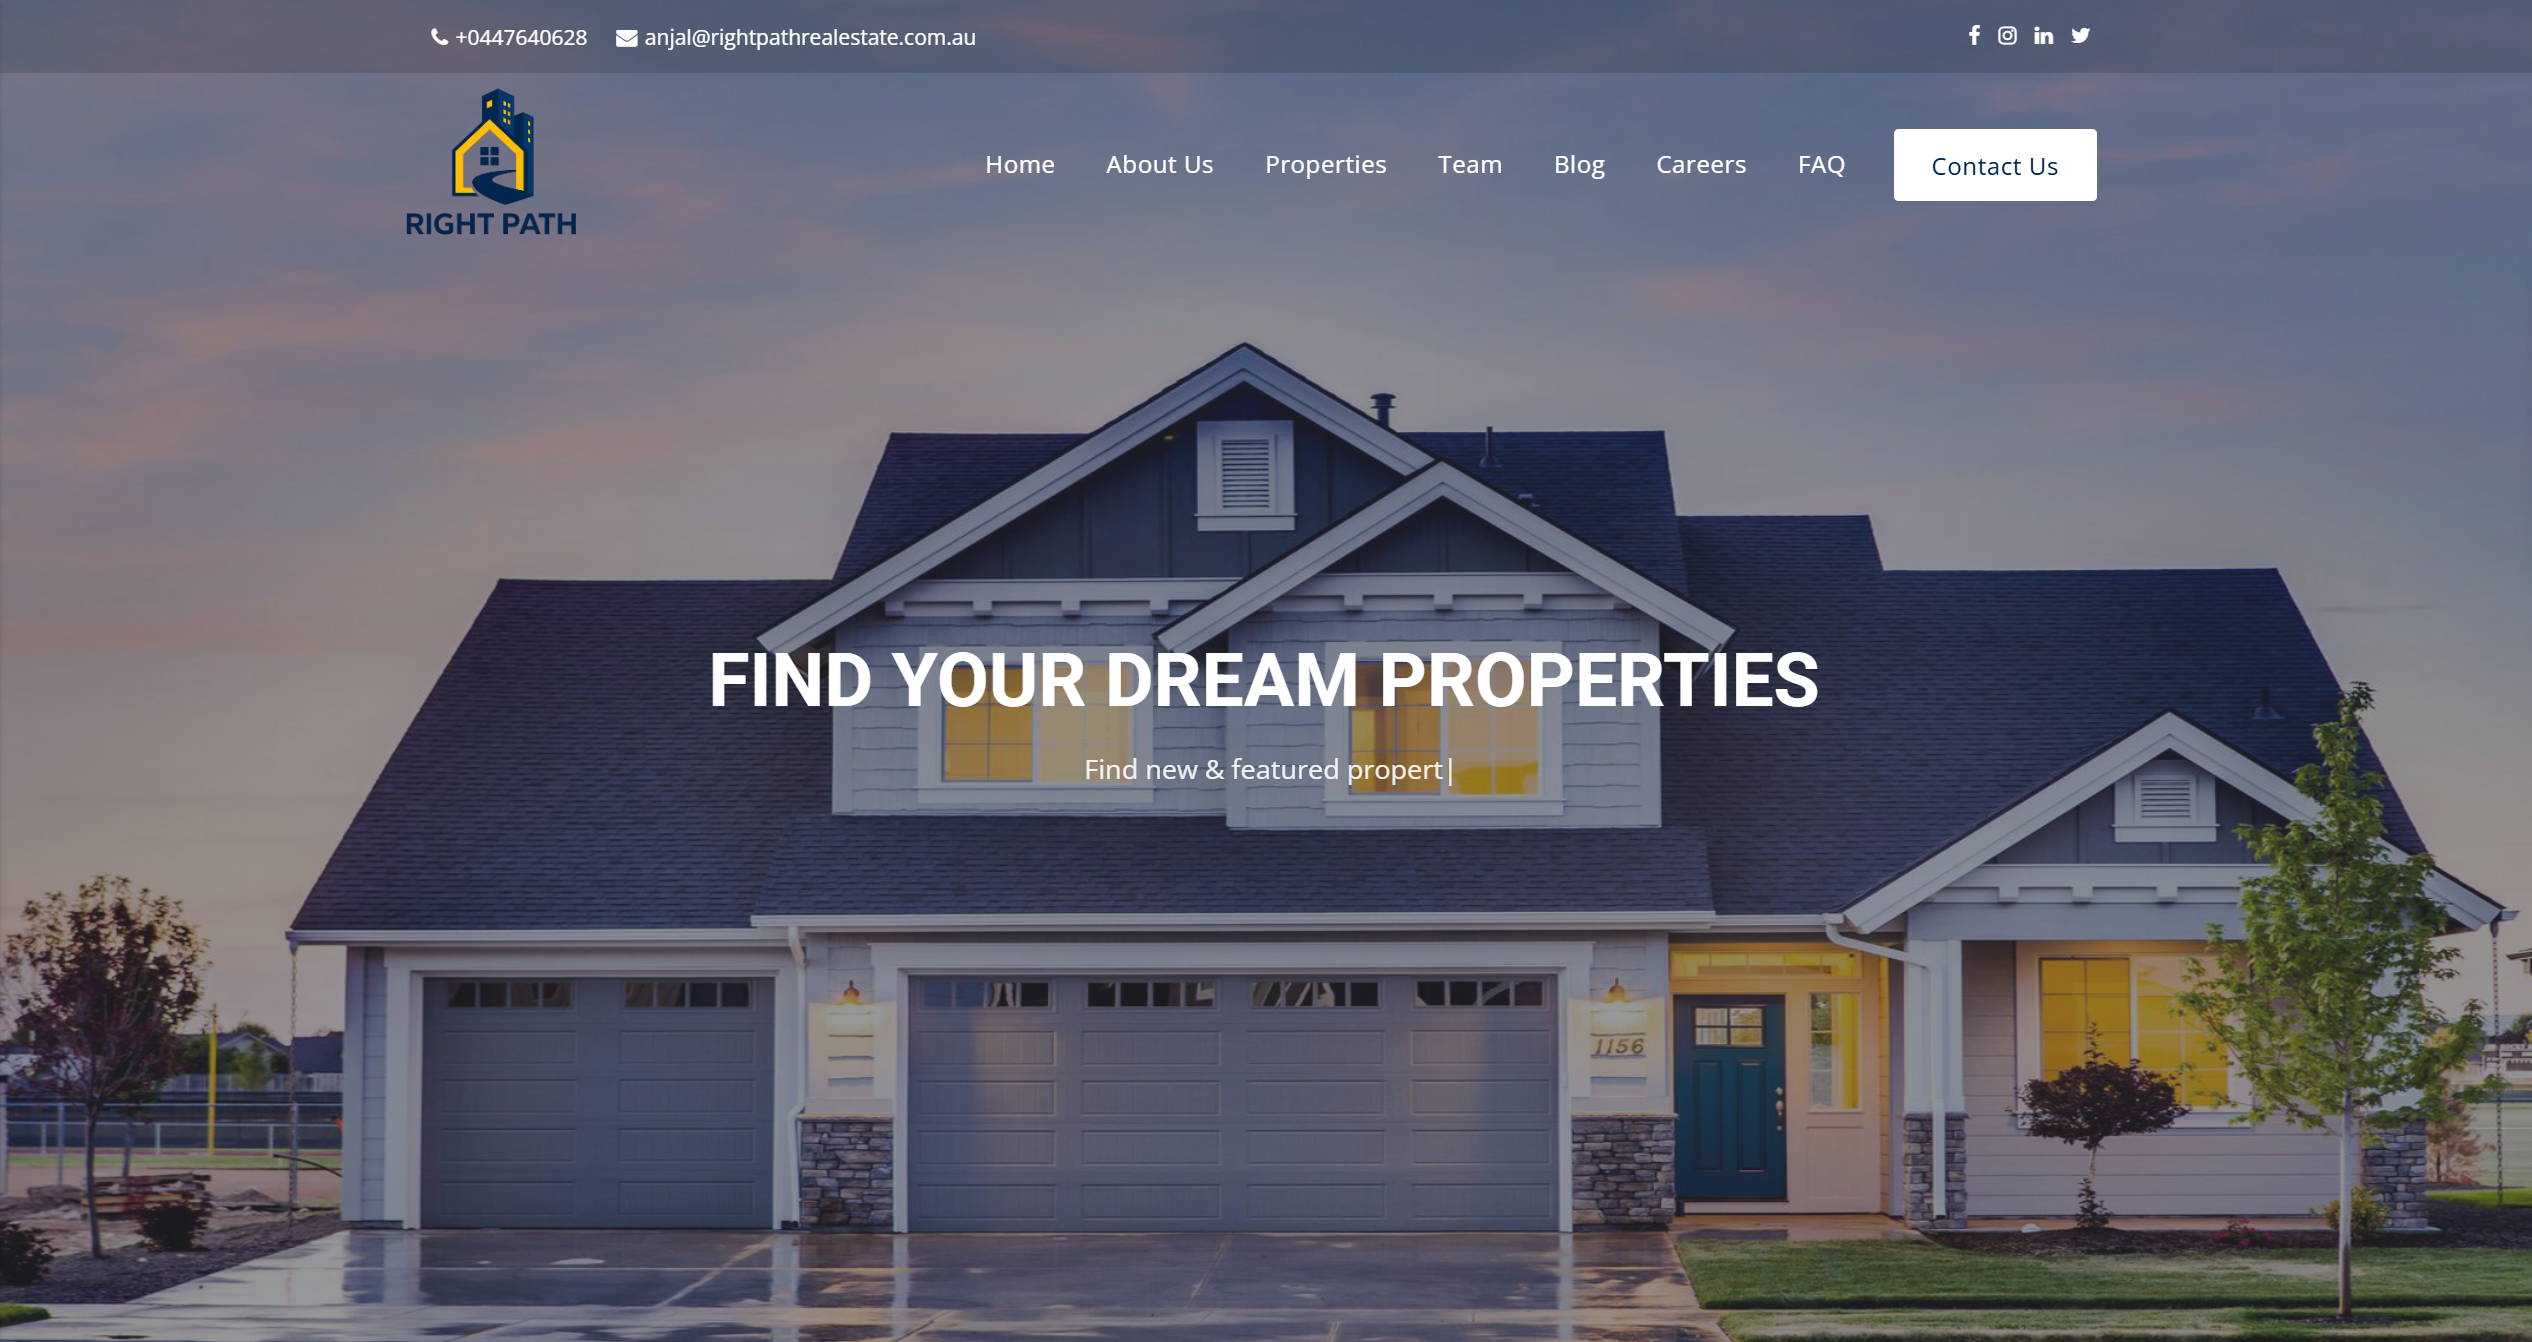 +0447640628 anjal@rightpathrealestate.com.au
RIGHT PATH
Home About Us Properties Team Blog Careers FAQ Contact Us
FIND YOUR DREAM PROPERTIES
Find new & featured propert|
1156